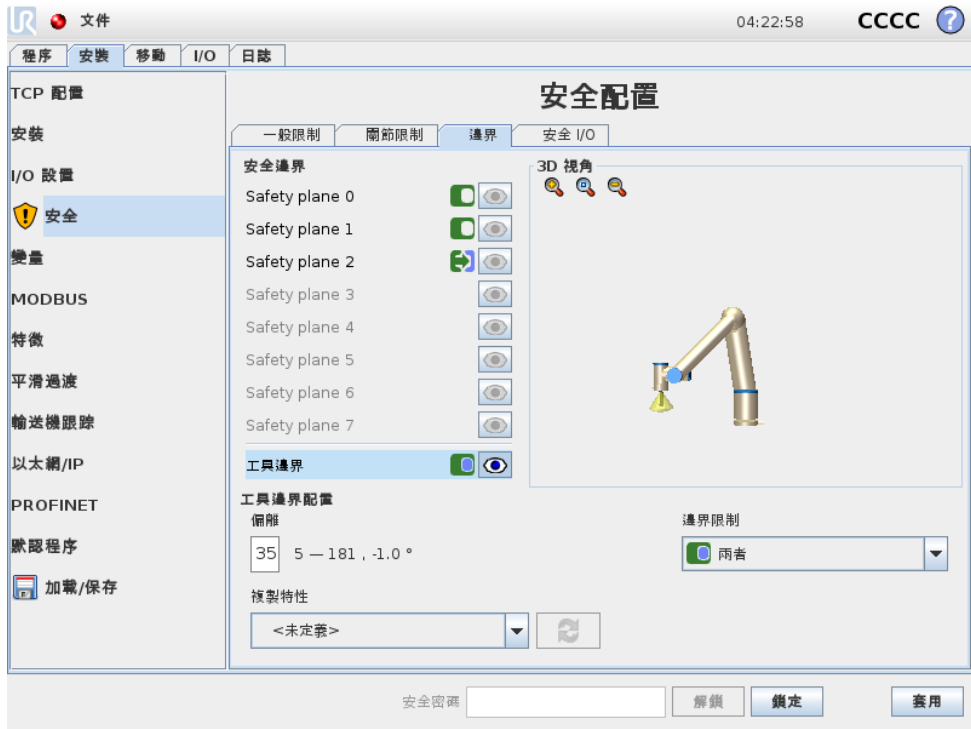 UR 文件 04:22:58 CCCC ?
程序 安裝 移動 I/O 日誌
TCP 配置
安裝
I/O 設置
安全
變量
MODBUS
特徵
平滑過渡
輸送機跟踪
以太網/IP
PROFINET
默認程序
加載/保存
安全配置
一般限制 關節限制 邊界 安全 I/O
安全邊界
Safety plane 0
Safety plane 1
Safety plane 2
Safety plane 3
Safety plane 4
Safety plane 5
Safety plane 6
Safety plane 7
工具邊界
3D 視角
工具邊界配置
偏離
35 5 — 181 , -1.0 °
邊界限制
兩者
複製特性
<未定義>
安全密碼 解鎖 鎖定 套用